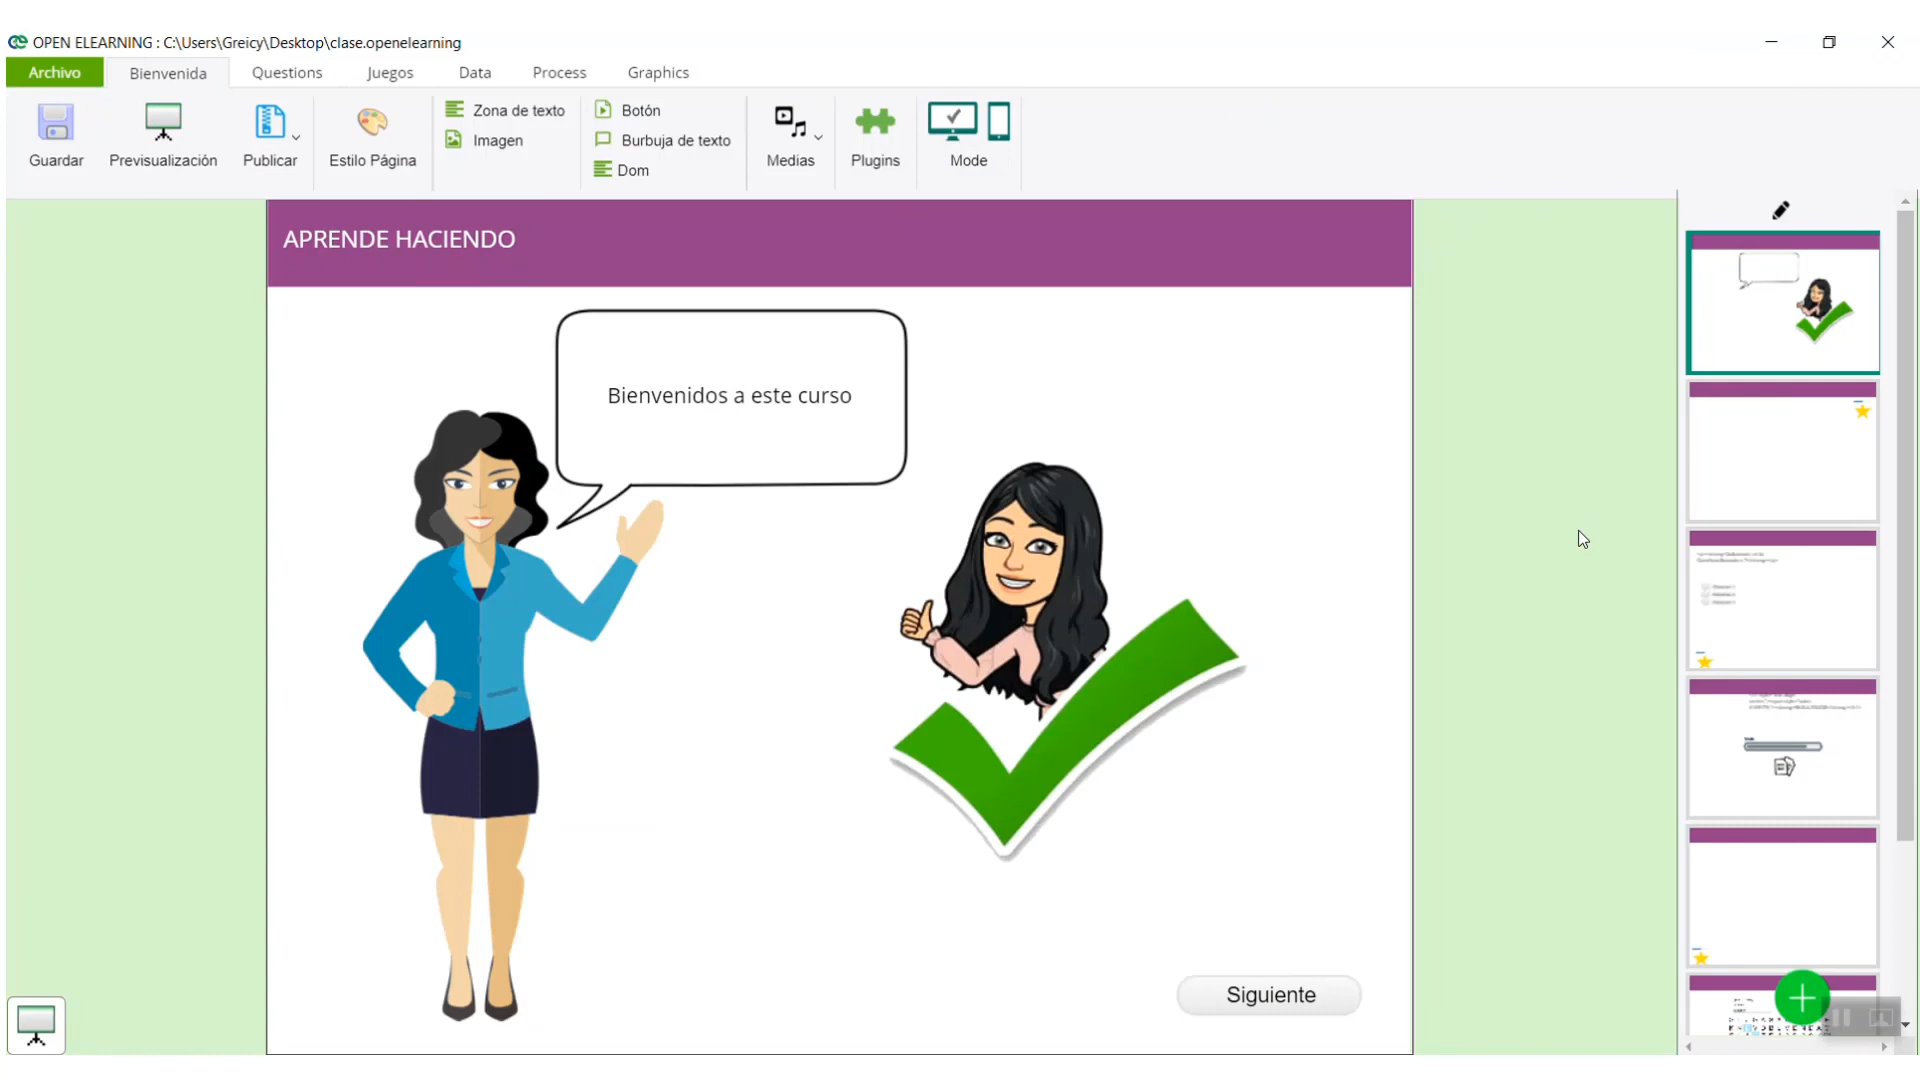 OPEN ELEARNING : C:\Users\Greicy\Desktop\clase.openelearning
Archivo
Bienvenida
Questions
Juegos
Data
Process
Graphics
Guardar
Previsualización
Publicar
Estilo Página
Zona de texto
Imagen
Botón
Burbuja de texto
Dom
Medias
Plugins
Mode
APRENDE HACIENDO
Bienvenidos a este curso
Siguiente